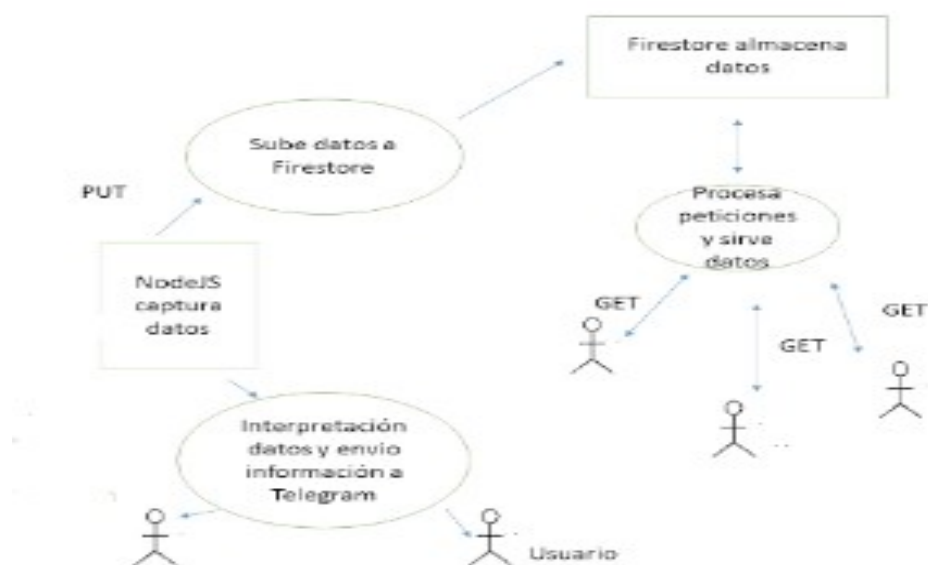 Firestore almacena
datos
Sube datos a
Firestore
PUT
Procesa
peticiones
y sirve
datos
NodeJS
captura
datos
GET
GET
GET
Interpretación
datos y envío
información a
Telegram
Usuario